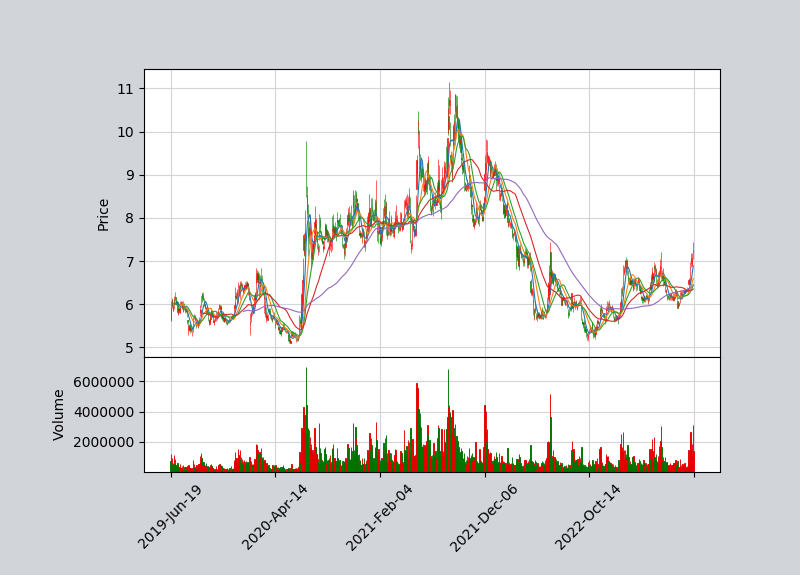 11
10
9
8
7
6
5
Price
6000000
4000000
2000000
Volume
2019-Jun-19
2020-Apr-14
2021-Feb-04
2021-Dec-06
2022-Oct-14